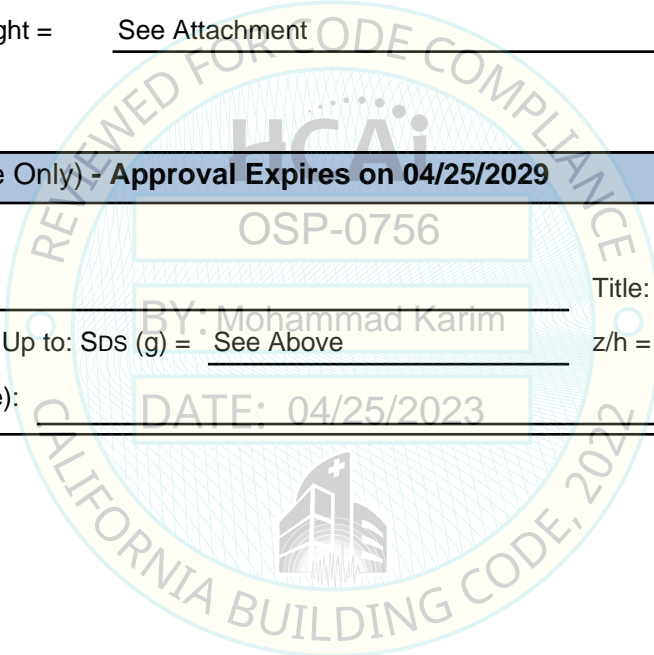 ght = See Attachment
REVIEWED FOR CODE COMPLIANCE
HCAi
e Only) - Approval Expires on 04/25/2029
OSP-0756
Title:
BY: Mohammad Karim
Up to: SDS (g) = See Above z/h =
e):
DATE: 04/25/2023
CALIFORNIA BUILDING CODE, 2022